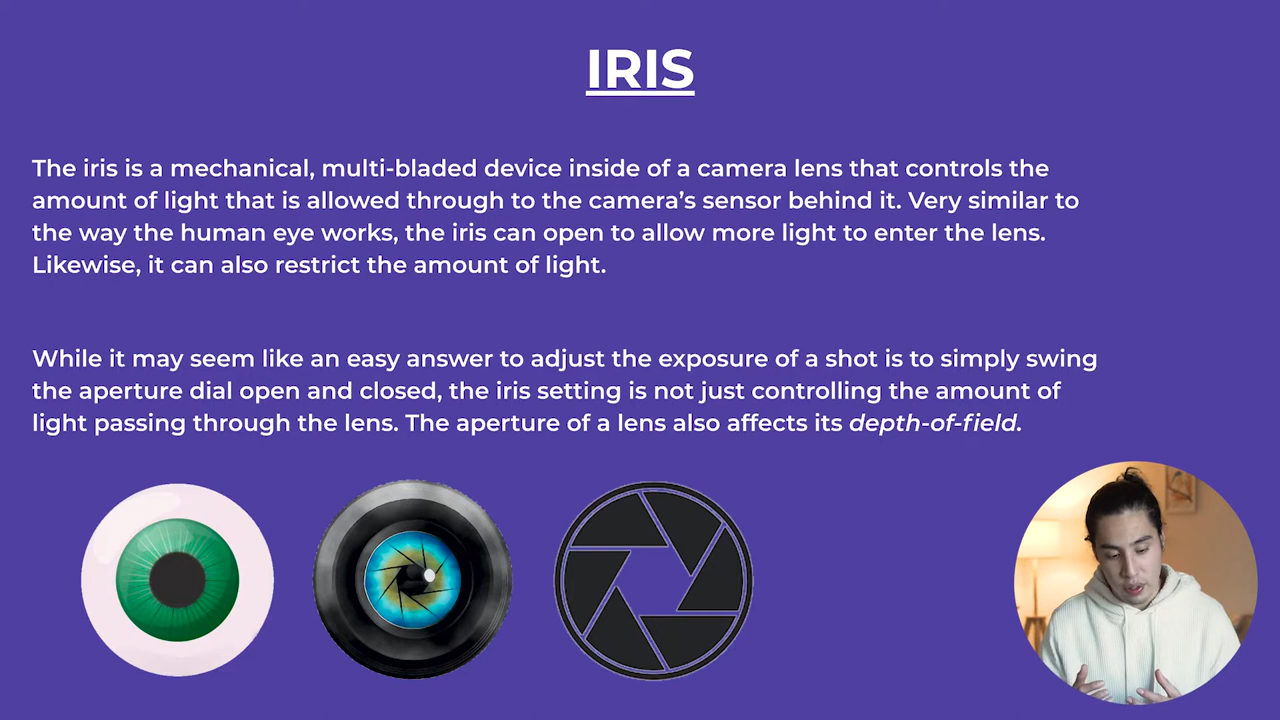 IRIS
The iris is a mechanical, multi-bladed device inside of a camera lens that controls the
amount of light that is allowed through to the camera’s sensor behind it. Very similar to
the way the human eye works, the iris can open to allow more light to enter the lens.
Likewise, it can also restrict the amount of light.
While it may seem like an easy answer to adjust the exposure of a shot is to simply swing
the aperture dial open and closed, the iris setting is not just controlling the amount of
light passing through the lens. The aperture of a lens also affects its depth-of-field.